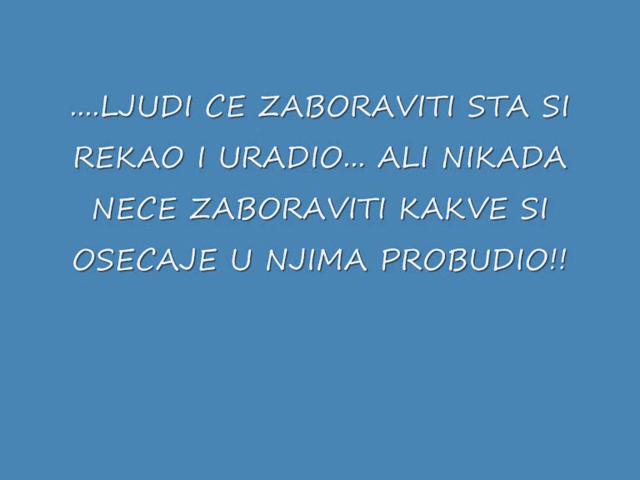 ....LJUDI CE ZABORAVITI STA SI
REKAO I URADIO... ALI NIKADA
NECE ZABORAVITI KAKVE SI
OSECAJE U NJIMA PROBUDIO!!